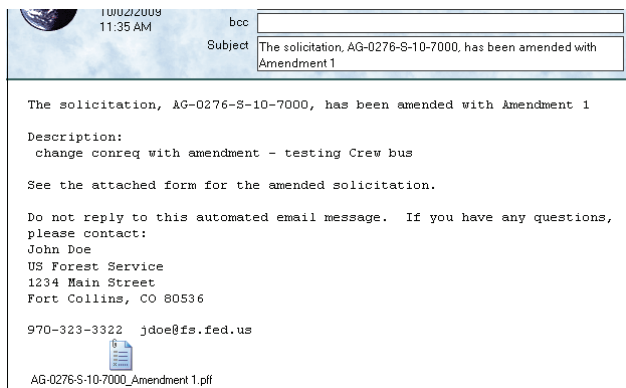 10/02/2009
11:35 AM
bcc
Subject
The solicitation, AG-0276-S-10-7000, has been amended with
Amendment 1
The solicitation, AG-0276-S-10-7000, has been amended with Amendment 1
Description:
change conreq with amendment - testing Crew bus
See the attached form for the amended solicitation.
Do not reply to this automated email message. If you have any questions,
please contact:
John Doe
US Forest Service
1234 Main Street
Fort Collins, CO 80536
970-323-3322 jdoe@fs.fed.us
AG-0276-S-10-7000_Amendment 1.pff